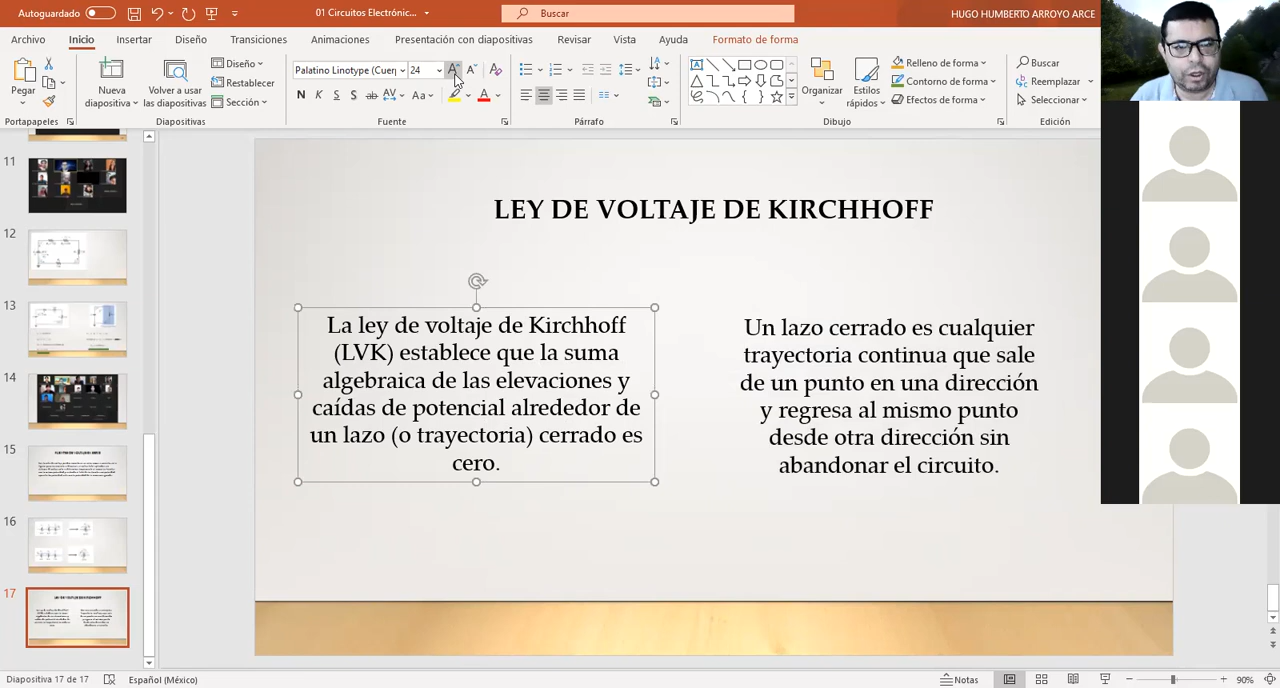 Autoguardado
01 Circuitos Electrónic...
Buscar
HUGO HUMBERTO ARROYO ARCE
Archivo Inicio Insertar Diseño Transiciones Animaciones Presentación con diapositivas Revisar Vista Ayuda Formato de forma
Pegar
Nueva diapositiva
Volver a usar diapositivas
Diseño
Restablecer
Sección
Palatino Linotype (Cuer 24
N K S S ab AV Aa A
Organizar
Estilos rápidos
Relleno de forma
Contorno de forma
Efectos de forma
Buscar
Reemplazar
Seleccionar
Portapapeles Diapositivas Fuente Párrafo Dibujo Edición
11
12
13
14
15
16
17
LEY DE VOLTAJE DE KIRCHHOFF
La ley de voltaje de Kirchhoff
(LVK) establece que la suma
algebraica de las elevaciones y
caídas de potencial alrededor de
un lazo (o trayectoria) cerrado es
cero.
Un lazo cerrado es cualquier
trayectoria continua que sale
de un punto en una dirección
y regresa al mismo punto
desde otra dirección sin
abandonar el circuito.
Diapositiva 17 de 17 Español (México) Notas 90%